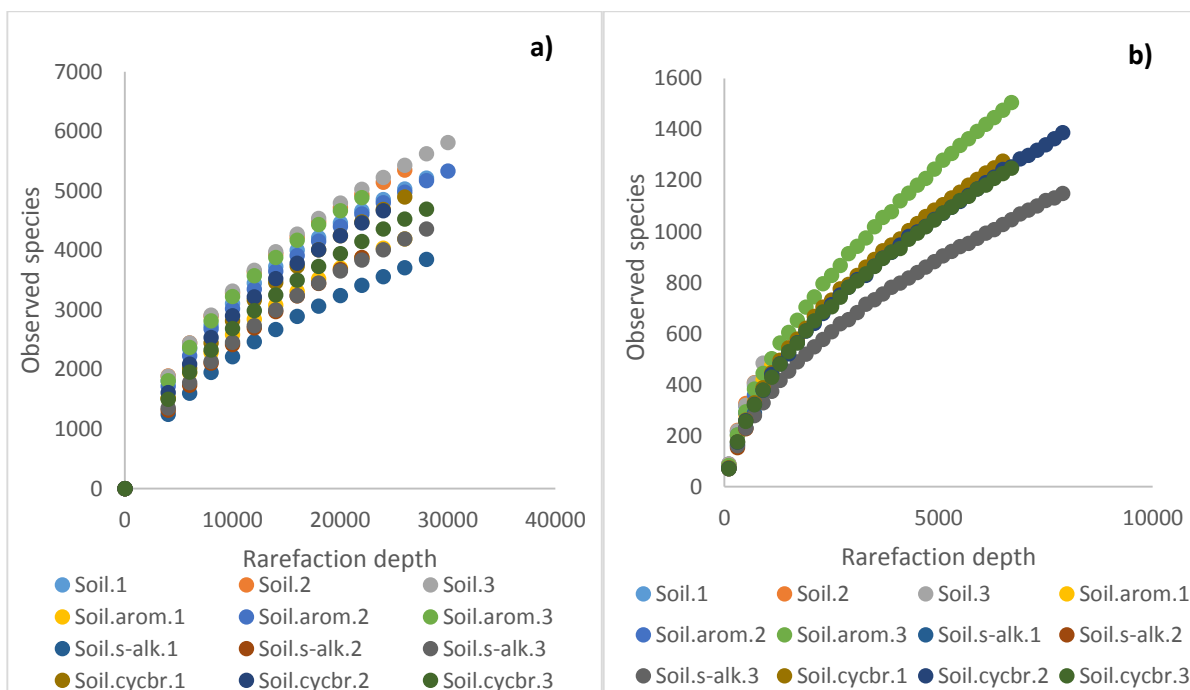 a)
7000
6000
5000
4000
3000
2000
1000
0
Observed species
0 10000 20000 30000 40000
Rarefaction depth
Soil.1 Soil.2 Soil.3
Soil.arom.1 Soil.arom.2 Soil.arom.3
Soil.s-alk.1 Soil.s-alk.2 Soil.s-alk.3
Soil.cycbr.1 Soil.cycbr.2 Soil.cycbr.3
b)
1600
1400
1200
1000
800
600
400
200
0
Observed species
0 5000 10000
Rarefaction depth
Soil.1 Soil.2 Soil.3 Soil.arom.1
Soil.arom.2 Soil.arom.3 Soil.s-alk.1 Soil.s-alk.2
Soil.s-alk.3 Soil.cycbr.1 Soil.cycbr.2 Soil.cycbr.3